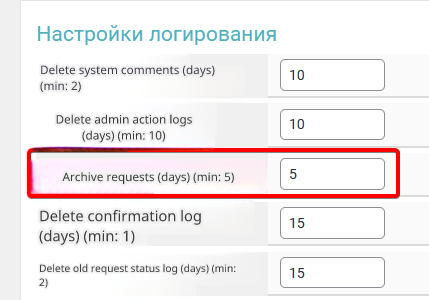 Настройки логирования
Delete system comments (days)
(min: 2)
10
Delete admin action logs
(days) (min: 10)
10
Archive requests (days) (min: 5)
5
Delete confirmation log
(days) (min: 1)
15
Delete old request status log (days) (min:
2)
15